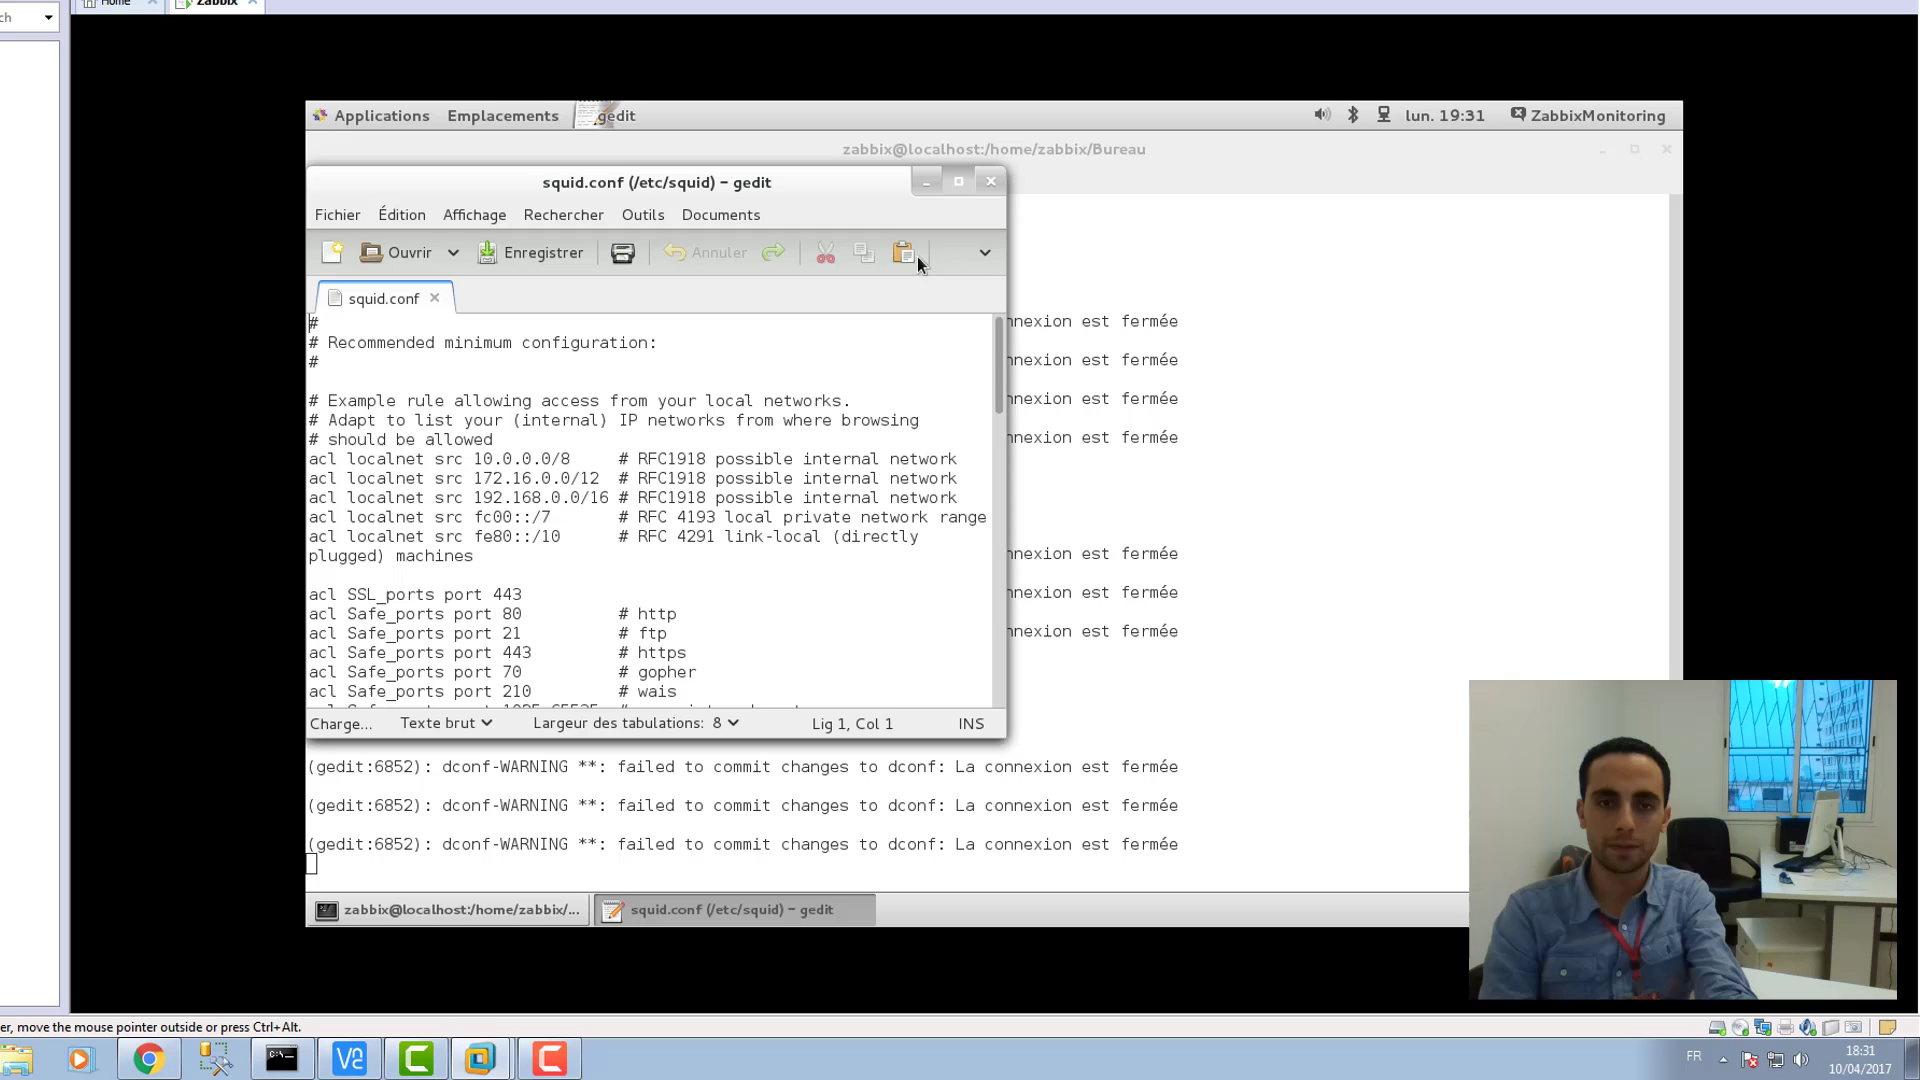 ch
Home
Zabbix
Applications Emplacements gedit lun. 19:31 ZabbixMonitoring
zabbix@localhost:/home/zabbix/Bureau
squid.conf (/etc/squid) – gedit
Fichier Édition Affichage Rechercher Outils Documents
Ouvrir Enregistrer Annuler
squid.conf
#
# Recommended minimum configuration:
#
# Example rule allowing access from your local networks.
# Adapt to list your (internal) IP networks from where browsing
# should be allowed
acl localnet src 10.0.0.0/8 # RFC1918 possible internal network
acl localnet src 172.16.0.0/12 # RFC1918 possible internal network
acl localnet src 192.168.0.0/16 # RFC1918 possible internal network
acl localnet src fc00::/7 # RFC 4193 local private network range
acl localnet src fe80::/10 # RFC 4291 link-local (directly
plugged) machines
acl SSL_ports port 443
acl Safe_ports port 80 # http
acl Safe_ports port 21 # ftp
acl Safe_ports port 443 # https
acl Safe_ports port 70 # gopher
acl Safe_ports port 210 # wais
Charge... Texte brut Largeur des tabulations: 8 Lig 1, Col 1 INS
nnexion est fermée
nnexion est fermée
nnexion est fermée
nnexion est fermée
nnexion est fermée
nnexion est fermée
nnexion est fermée
(gedit:6852): dconf-WARNING **: failed to commit changes to dconf: La connexion est fermée
(gedit:6852): dconf-WARNING **: failed to commit changes to dconf: La connexion est fermée
(gedit:6852): dconf-WARNING **: failed to commit changes to dconf: La connexion est fermée
zabbix@localhost:/home/zabbix/... squid.conf (/etc/squid) – gedit
er, move the mouse pointer outside or press Ctrl+Alt.
FR 18:31
10/04/2017